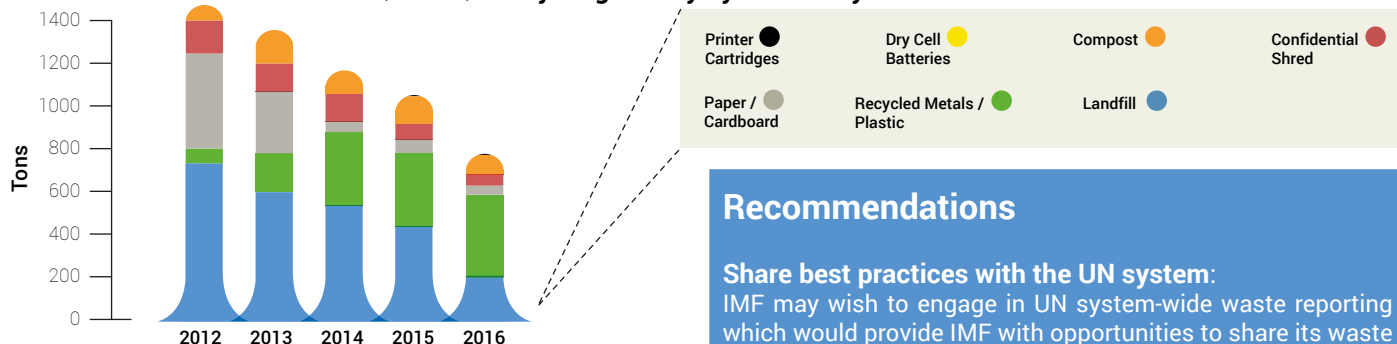 1400
1200
1000
800
600
400
200
0
Tons
2012 2013 2014 2015 2016
Printer
Cartridges
Dry Cell
Batteries
Compost
Confidential
Shred
Paper /
Cardboard
Recycled Metals /
Plastic
Landfill
Recommendations
Share best practices with the UN system:
IMF may wish to engage in UN system-wide waste reporting
which would provide IMF with opportunities to share its waste